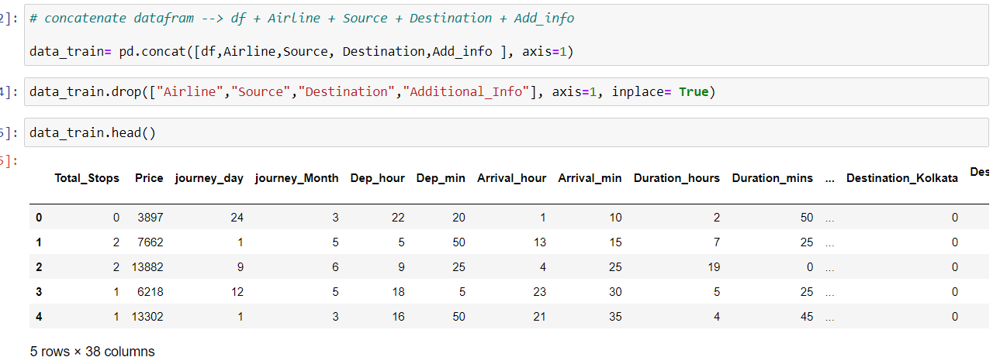 2]:
# concatenate datafram --> df + Airline + Source + Destination + Add_info
data_train= pd.concat([df,Airline,Source, Destination,Add_info ], axis=1)
4]:
data_train.drop(["Airline","Source","Destination","Additional_Info"], axis=1, inplace= True)
5]:
data_train.head()
5]:
Total_Stops Price journey_day journey_Month Dep_hour Dep_min Arrival_hour Arrival_min Duration_hours Duration_mins ... Destination_Kolkata Des
0 0 3897 24 3 22 20 1 10 2 50 ... 0
1 2 7662 1 5 5 50 13 15 7 25 ... 0
2 2 13882 9 6 9 25 4 25 19 0 ... 0
3 1 6218 12 5 18 5 23 30 5 25 ... 0
4 1 13302 1 3 16 50 21 35 4 45 ... 0
5 rows × 38 columns